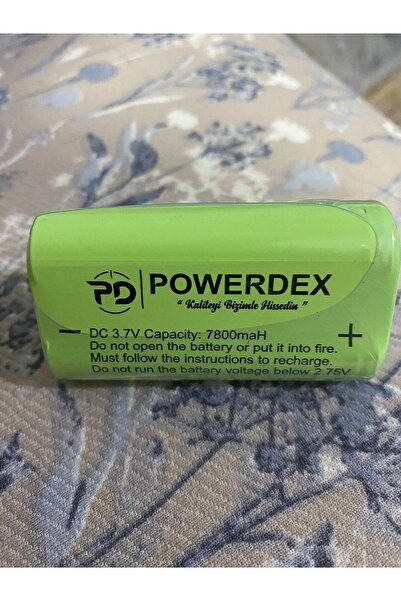 PD POWERDEX
“ Kaliteyi Bizimle Hissedin”
- DC 3.7V Capacity: 7800maH +
Do not open the battery or put it into fire.
Must follow the instructions to recharge.
Do not run the battery voltage below 2.75V.